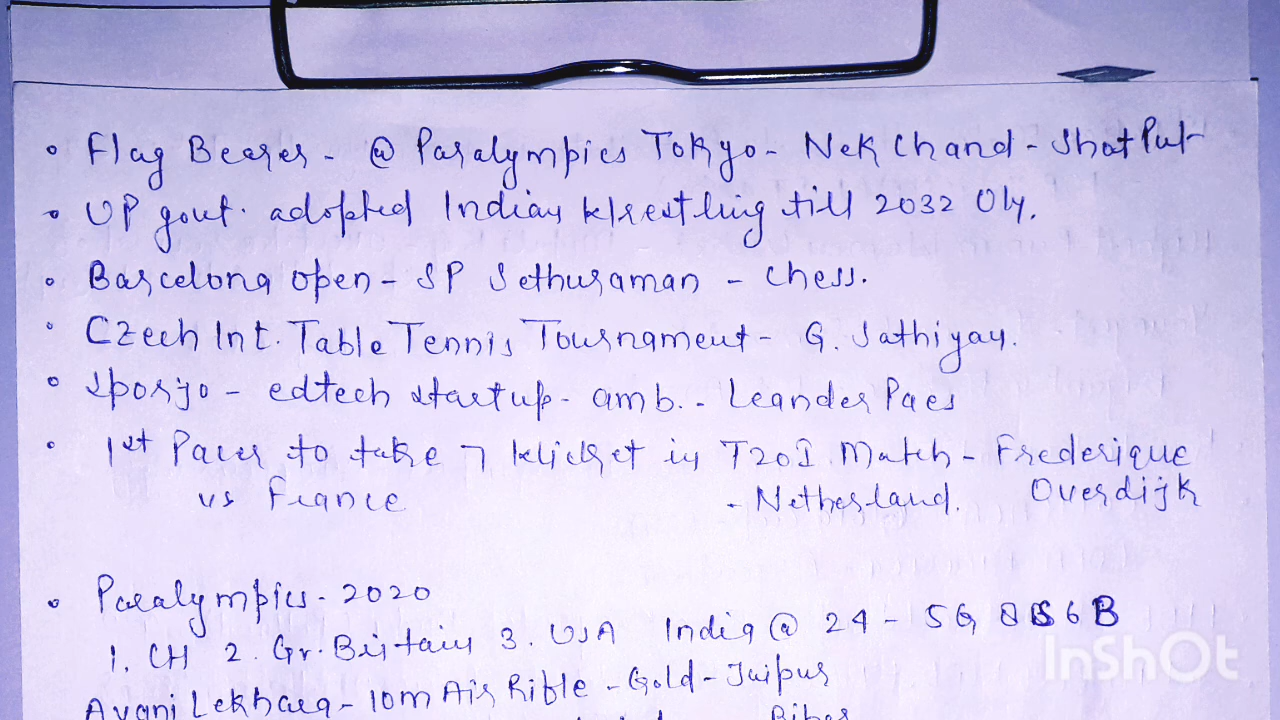 • Flag Bearer - @ Paralympics Tokyo - Nek Chand - Shot Put
• UP govt. adopted Indian Wrestling till 2032 Oly.
• Barcelona open - SP Sethuraman - Chess.
• Czech Int. Table Tennis Tournament - G. Sathiyan.
• Sporjo - edtech startup - amb. - Leander Paes
• 1st Pacer to take 7 Wicket in T20I Match - Frederique
vs France - Netherland. Overdijk
• Paralympics - 2020
1. CH 2. Gr. Britain 3. USA India @ 24 - 5G 8S 6B
Avani Lekhara - 10m Air Rifle - Gold - Jaipur
Bihar
InShOt